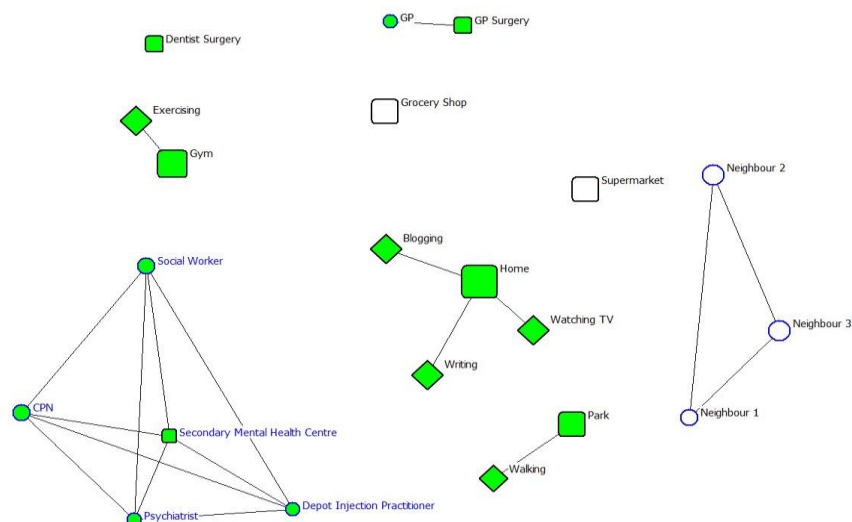 GP
GP Surgery
Dentist Surgery
Exercising
Grocery Shop
Gym
Neighbour 2
Supermarket
Blogging
Social Worker
Home
Watching TV
Neighbour 3
Writing
CPN
Park
Neighbour 1
Secondary Mental Health Centre
Walking
Depot Injection Practitioner
Psychiatrist